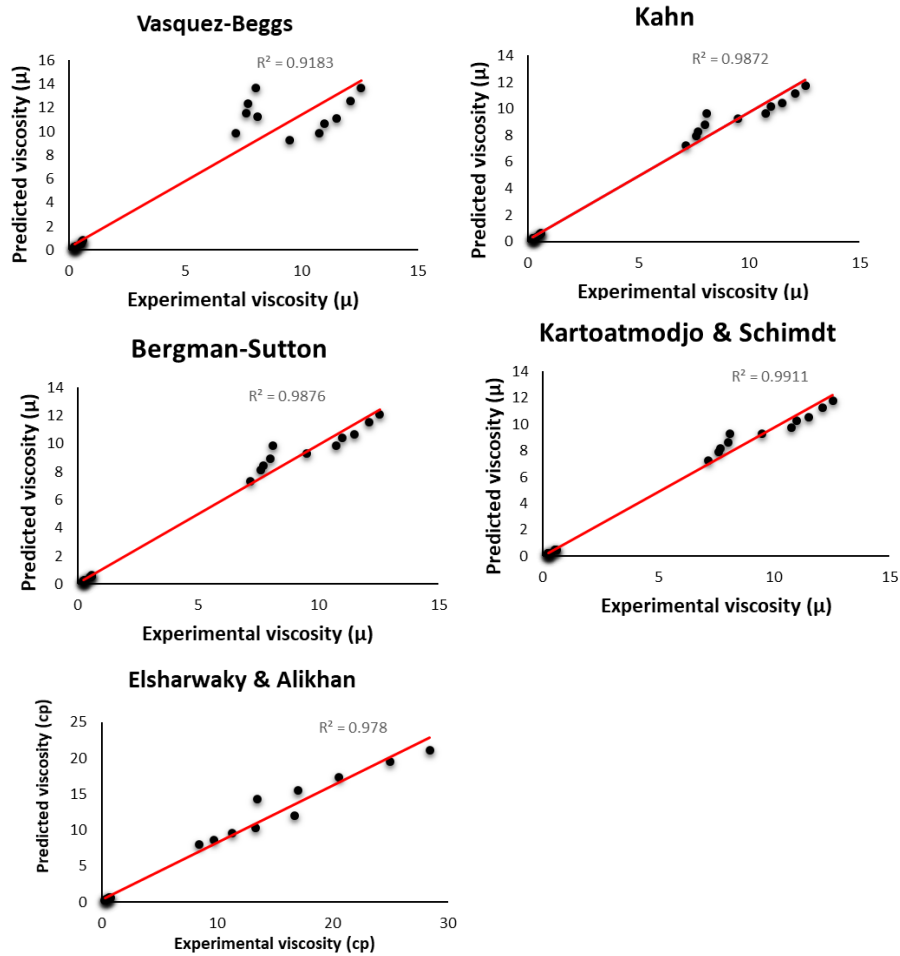 Vasquez-Beggs
R² = 0.9183
Predicted viscosity (µ)
16
14
12
10
8
6
4
2
0
0
5
10
15
Experimental viscosity (µ)
Kahn
R² = 0.9872
Predicted viscosity (µ)
14
12
10
8
6
4
2
0
0
5
10
15
Experimental viscosity (µ)
Bergman-Sutton
R² = 0.9876
Predicted viscosity (µ)
14
12
10
8
6
4
2
0
0
5
10
15
Experimental viscosity (µ)
Kartoatmodjo & Schimdt
R² = 0.9911
Predicted viscosity (µ)
14
12
10
8
6
4
2
0
0
5
10
15
Experimental viscosity (µ)
Elsharwaky & Alikhan
R² = 0.978
Predicted viscosity (cp)
25
20
15
10
5
0
0
10
20
30
Experimental viscosity (cp)